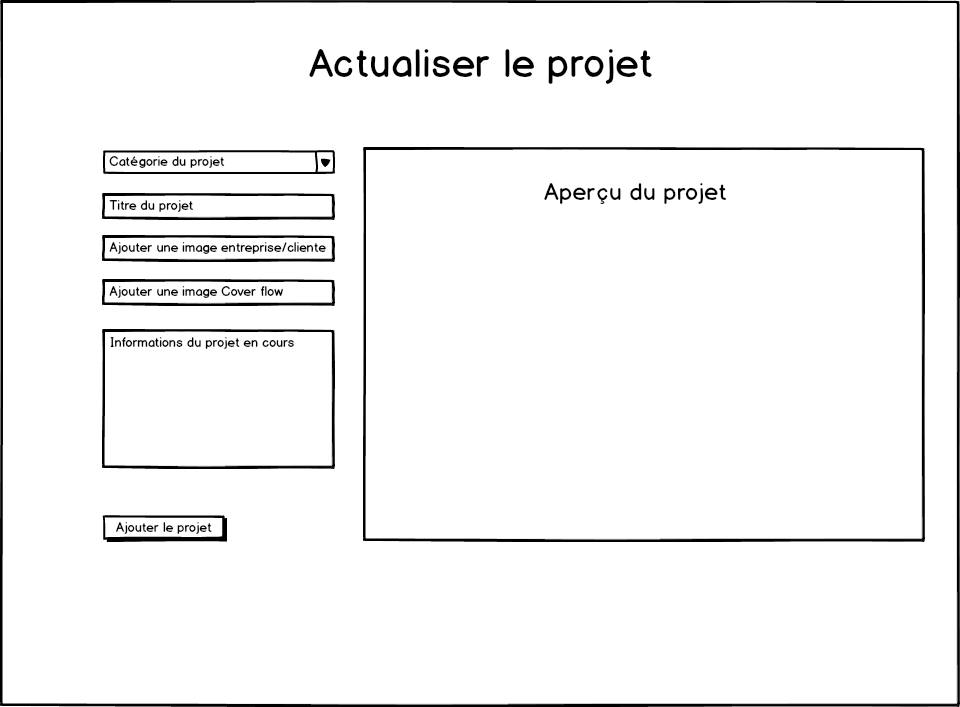 Actualiser le projet
Catégorie du projet
Titre du projet
Ajouter une image entreprise/cliente
Ajouter une image Cover flow
Informations du projet en cours
Ajouter le projet
Aperçu du projet